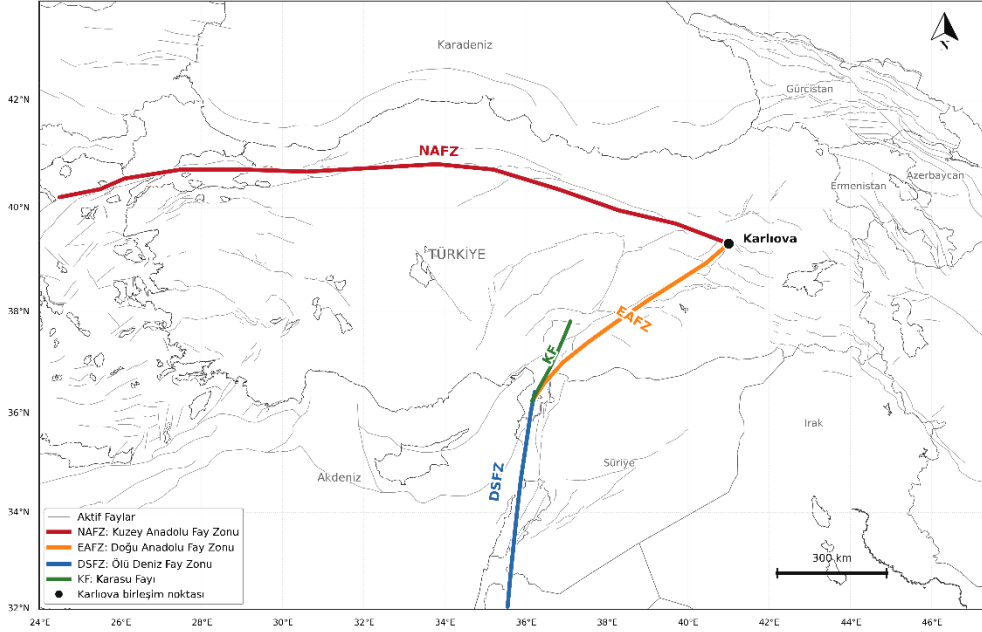 Karadeniz
N
42°N
Gürcistan
NAFZ
Azerbaycan
Ermenistan
40°N
Karlıova
TÜRKİYE
38°N
EAFZ
KF
36°N
Irak
Süriye
Akdeniz
DSFZ
34°N
Aktif Faylar
NAFZ: Kuzey Anadolu Fay Zonu
EAFZ: Doğu Anadolu Fay Zonu
DSFZ: Ölü Deniz Fay Zonu
KF: Karasu Fayı
Karlıova birleşim noktası
300 km
32°N
24°E 26°E 28°E 30°E 32°E 34°E 36°E 38°E 40°E 42°E 44°E 46°E